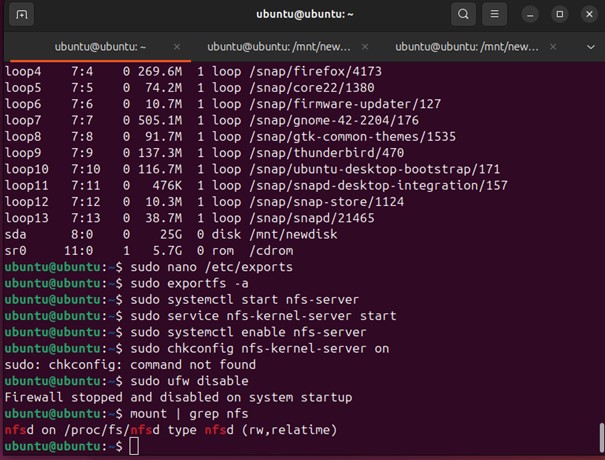 ubuntu@ubuntu: ~
ubuntu@ubuntu: ~ × ubuntu@ubuntu: /mnt/new... × ubuntu@ubuntu: /mnt/new... ×
loop4 7:4 0 269.6M 1 loop /snap/firefox/4173
loop5 7:5 0 74.2M 1 loop /snap/core22/1380
loop6 7:6 0 10.7M 1 loop /snap/firmware-updater/127
loop7 7:7 0 505.1M 1 loop /snap/gnome-42-2204/176
loop8 7:8 0 91.7M 1 loop /snap/gtk-common-themes/1535
loop9 7:9 0 137.3M 1 loop /snap/thunderbird/470
loop10 7:10 0 116.7M 1 loop /snap/ubuntu-desktop-bootstrap/171
loop11 7:11 0 476K 1 loop /snap/snapd-desktop-integration/157
loop12 7:12 0 10.3M 1 loop /snap/snap-store/1124
loop13 7:13 0 38.7M 1 loop /snap/snapd/21465
sda 8:0 0 25G 0 disk /mnt/newdisk
sr0 11:0 1 5.7G 0 rom /cdrom
ubuntu@ubuntu:~$ sudo nano /etc/exports
ubuntu@ubuntu:~$ sudo exportfs -a
ubuntu@ubuntu:~$ sudo systemctl start nfs-server
ubuntu@ubuntu:~$ sudo service nfs-kernel-server start
ubuntu@ubuntu:~$ sudo systemctl enable nfs-server
ubuntu@ubuntu:~$ sudo chkconfig nfs-kernel-server on
sudo: chkconfig: command not found
ubuntu@ubuntu:~$ sudo ufw disable
Firewall stopped and disabled on system startup
ubuntu@ubuntu:~$ mount | grep nfs
nfsd on /proc/fs/nfsd type nfsd (rw,relatime)
ubuntu@ubuntu:~$